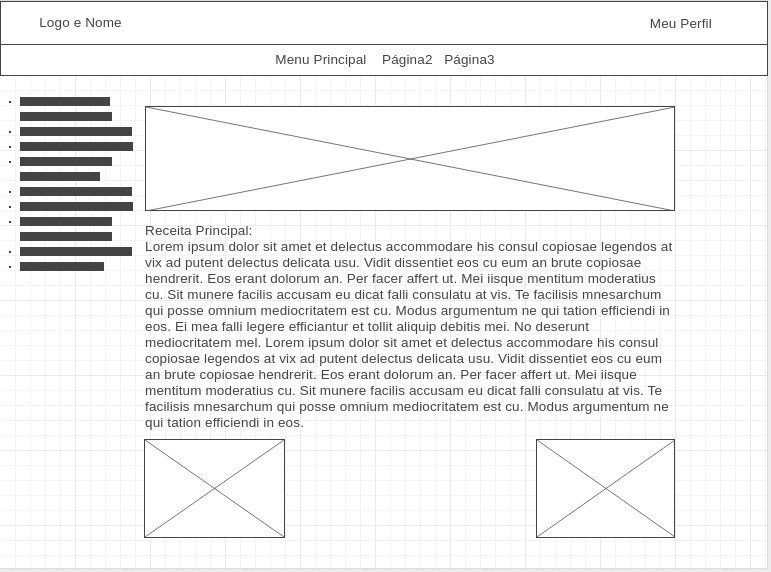 Logo e Nome
Meu Perfil
Menu Principal Página2 Página3
Receita Principal:
Lorem ipsum dolor sit amet et delectus accommodare his consul copiosae legendos at
vix ad putent delectus delicata usu. Vidit dissentiet eos cu eum an brute copiosae
hendrerit. Eos erant dolorum an. Per facer affert ut. Mei iisque mentitum moderatius
cu. Sit munere facilis accusam eu dicat falli consulatu at vis. Te facilisis mnesarchum
qui posse omnium mediocritatem est cu. Modus argumentum ne qui tation efficiendi in
eos. Ei mea falli legere efficiantur et tollit aliquip debitis mei. No deserunt
mediocritatem mel. Lorem ipsum dolor sit amet et delectus accommodare his consul
copiosae legendos at vix ad putent delectus delicata usu. Vidit dissentiet eos cu eum
an brute copiosae hendrerit. Eos erant dolorum an. Per facer affert ut. Mei iisque
mentitum moderatius cu. Sit munere facilis accusam eu dicat falli consulatu at vis. Te
facilisis mnesarchum qui posse omnium mediocritatem est cu. Modus argumentum ne
qui tation efficiendi in eos.